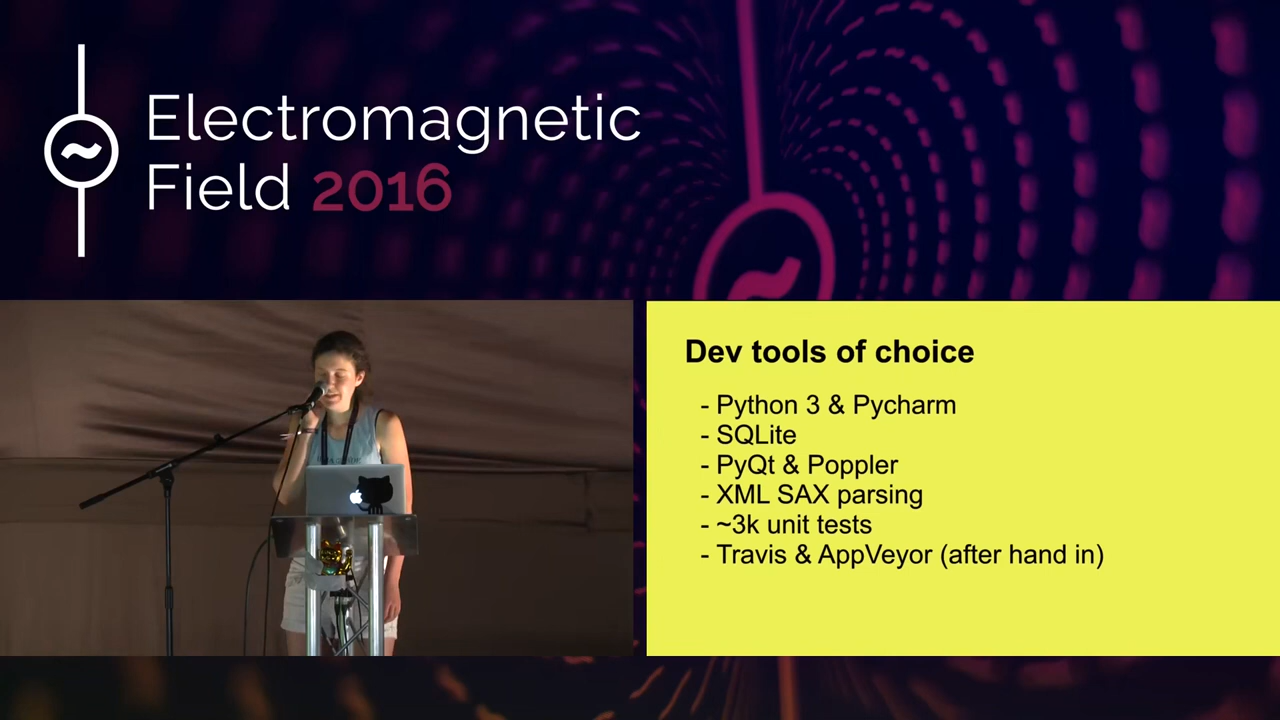 Electromagnetic
Field 2016
Dev tools of choice
- Python 3 & Pycharm
- SQLite
- PyQt & Poppler
- XML SAX parsing
- ~3k unit tests
- Travis & AppVeyor (after hand in)